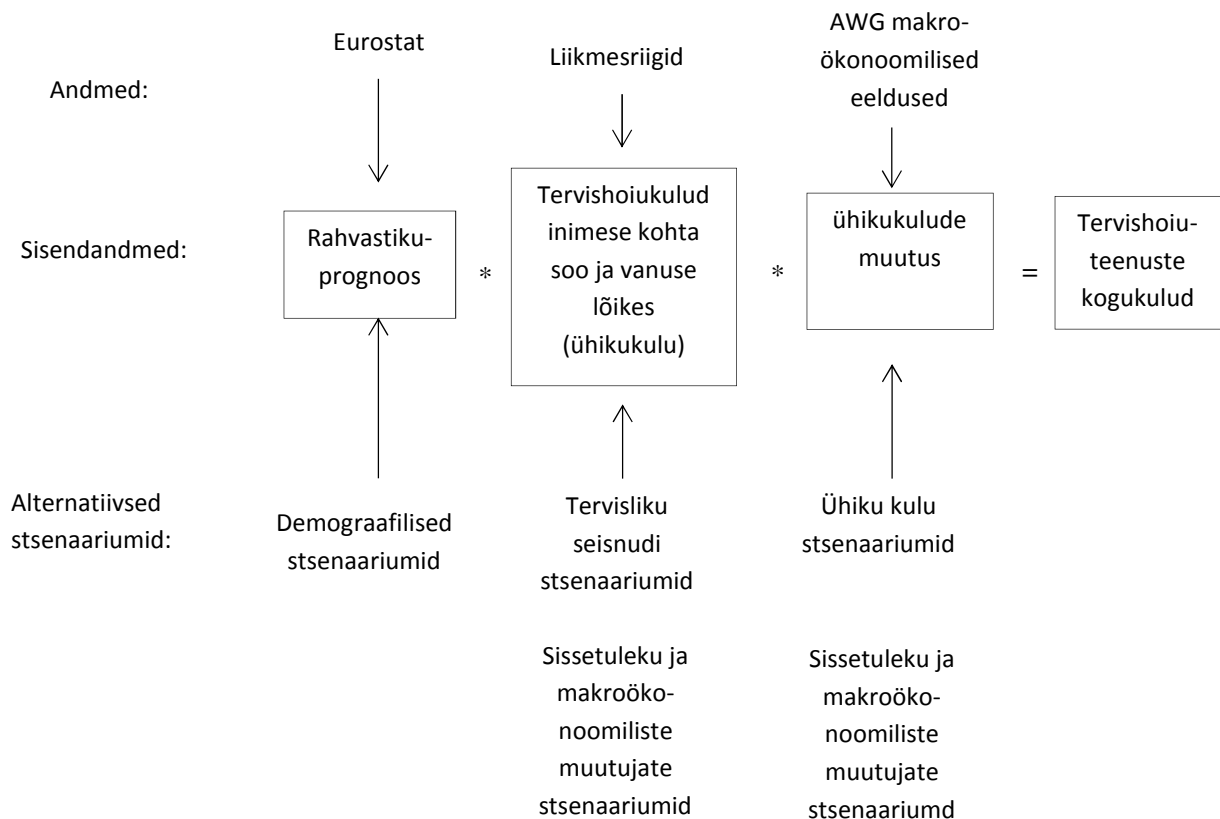 Andmed:
Eurostat
Liikmesriigid
AWG makro-
ökonoomilised
eeldused
Sisendandmed:
Rahvastiku-
prognoos
*
Tervishoiukulud
inimese kohta
soo ja vanuse
lõikes
(ühikukulu)
*
ühikukulude
muutus
=
Tervishoiu-
teenuste
kogukulud
Alternatiivsed
stsenaariumid:
Demograafilised
stsenaariumid
Tervisliku
seisnudi
stsenaariumid
Ühiku kulu
stsenaariumid
Sissetuleku ja
makroöko-
noomiliste
muutujate
stsenaariumid
Sissetuleku ja
makroöko-
noomiliste
muutujate
stsenaariumd